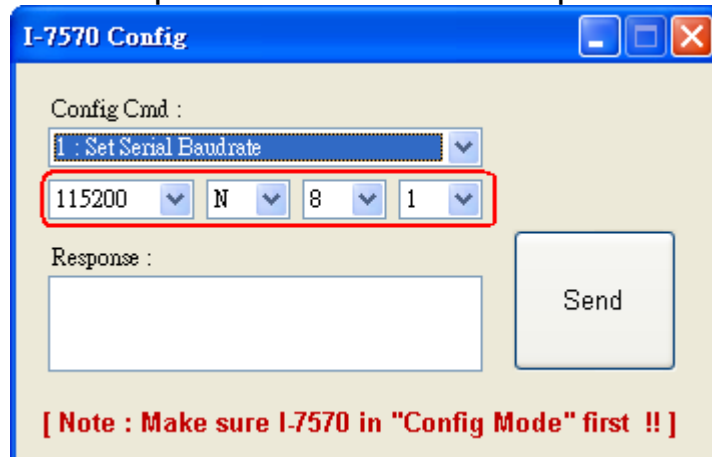 I-7570 Config
Config Cmd :
1 : Set Serial Baudrate
115200 N 8 1
Response :
Send
[ Note : Make sure I-7570 in "Config Mode" first !! ]